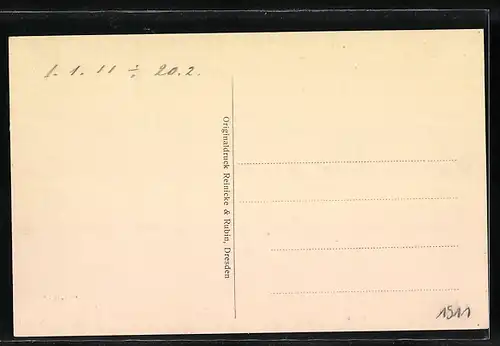 1. 1. 11 ÷ 20.2.
Originaldruck Reinicke & Rubin, Dresden
1911